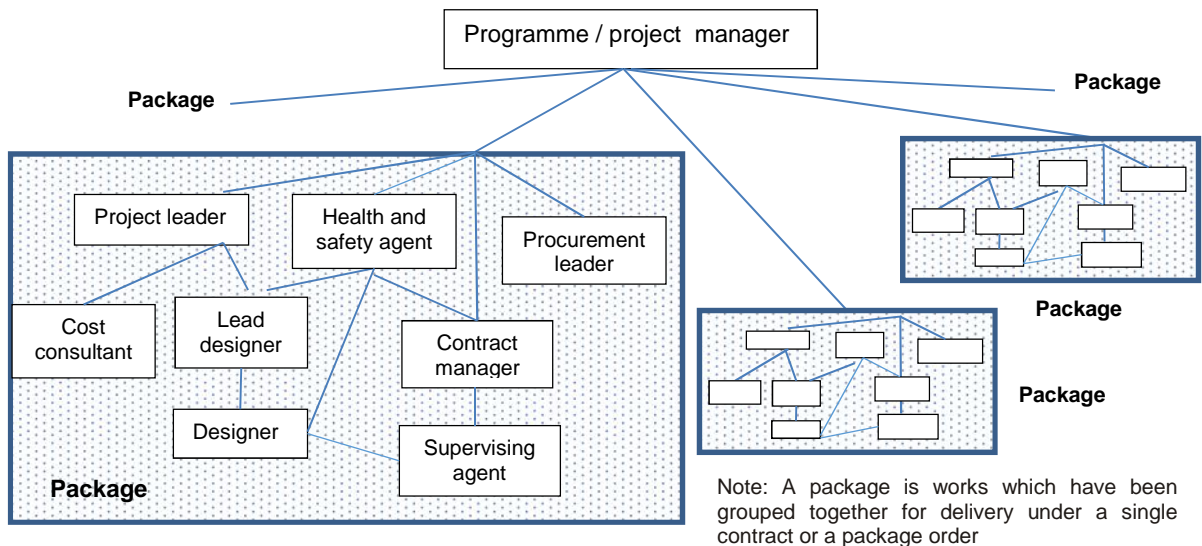 Programme / project manager
Package
Package
Project leader
Health and
safety agent
Procurement
leader
Cost
consultant
Lead
designer
Contract
manager
Designer
Supervising
agent
Package
Package
Package
Note: A package is works which have been
grouped together for delivery under a single
contract or a package order